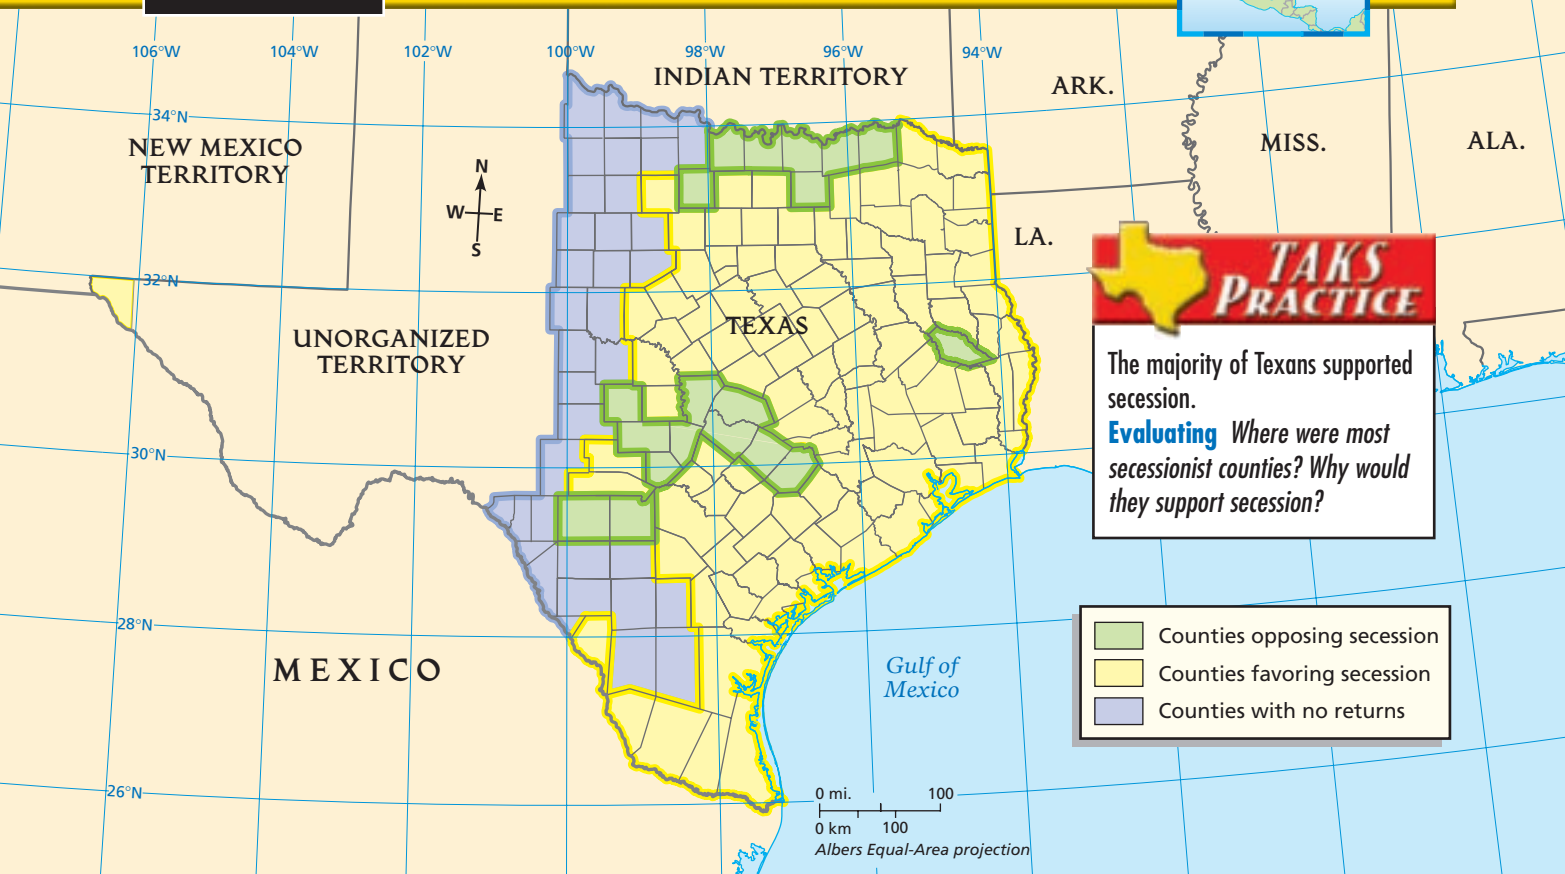 106°W
104°W
102°W
100°W
98°W
96°W
94°W
INDIAN TERRITORY
ARK.
34°N
NEW MEXICO
TERRITORY
MISS.
ALA.
N
W
E
S
LA.
32°N
TAKS
PRACTICE
UNORGANIZED
TERRITORY
TEXAS
The majority of Texans supported
secession.
Evaluating Where were most
secessionist counties? Why would
they support secession?
30°N
28°N
MEXICO
Gulf of
Mexico
Counties opposing secession
Counties favoring secession
Counties with no returns
26°N
0 mi. 100
0 km 100
Albers Equal-Area projection